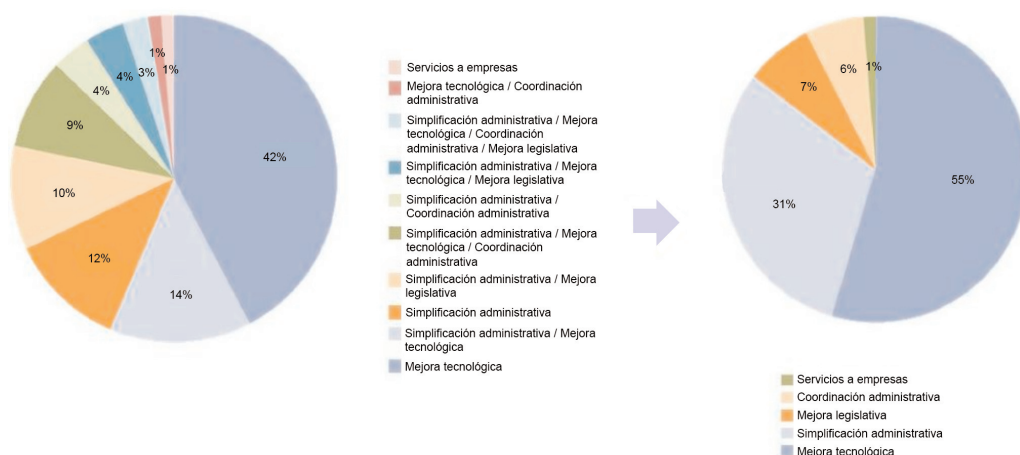 1%
1%
3%
4%
4%
9%
10%
12%
14%
42%
Servicios a empresas
Mejora tecnológica / Coordinación
administrativa
Simplificación administrativa / Mejora
tecnológica / Coordinación
administrativa / Mejora legislativa
Simplificación administrativa / Mejora
tecnológica / Mejora legislativa
Simplificación administrativa /
Coordinación administrativa
Simplificación administrativa / Mejora
tecnológica / Coordinación
administrativa
Simplificación administrativa / Mejora
legislativa
Simplificación administrativa
Simplificación administrativa / Mejora
tecnológica
Mejora tecnológica
1%
6%
7%
31%
55%
Servicios a empresas
Coordinación administrativa
Mejora legislativa
Simplificación administrativa
Mejora tecnológica